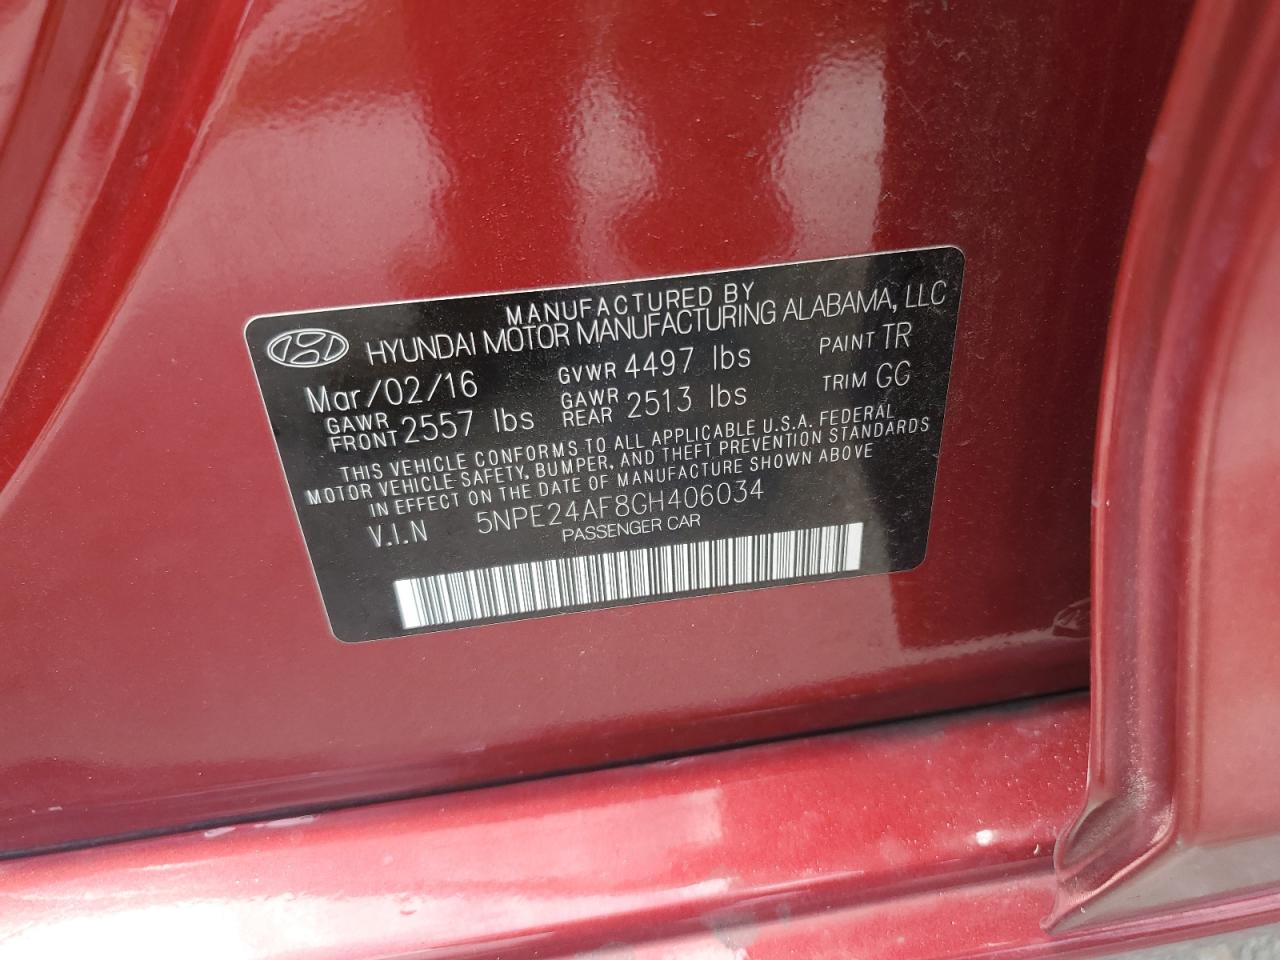 MANUFACTURED BY
HYUNDAI MOTOR MANUFACTURING ALABAMA, LLC
Mar/02/16 GVWR 4497 lbs PAINT TR
GAWR FRONT 2557 lbs GAWR REAR 2513 lbs TRIM GG
THIS VEHICLE CONFORMS TO ALL APPLICABLE U.S.A. FEDERAL
MOTOR VEHICLE SAFETY, BUMPER, AND THEFT PREVENTION STANDARDS
IN EFFECT ON THE DATE OF MANUFACTURE SHOWN ABOVE
V.I.N 5NPE24AF8GH406034
PASSENGER CAR